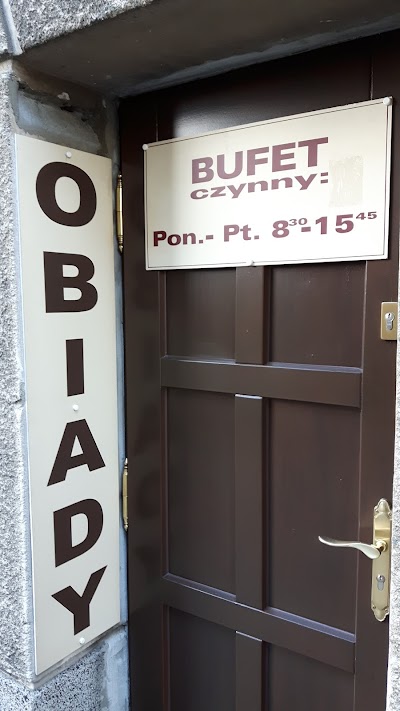 OBIADY
BUFET
czynny:
Pon.- Pt. 8³⁰-15⁴⁵